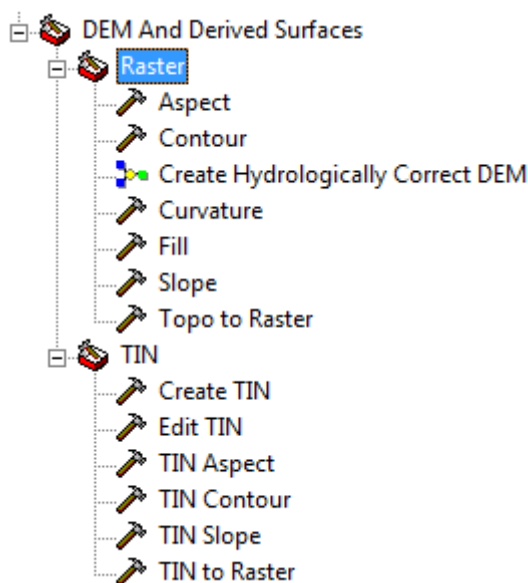 DEM And Derived Surfaces
Raster
Aspect
Contour
Create Hydrologically Correct DEM
Curvature
Fill
Slope
Topo to Raster
TIN
Create TIN
Edit TIN
TIN Aspect
TIN Contour
TIN Slope
TIN to Raster